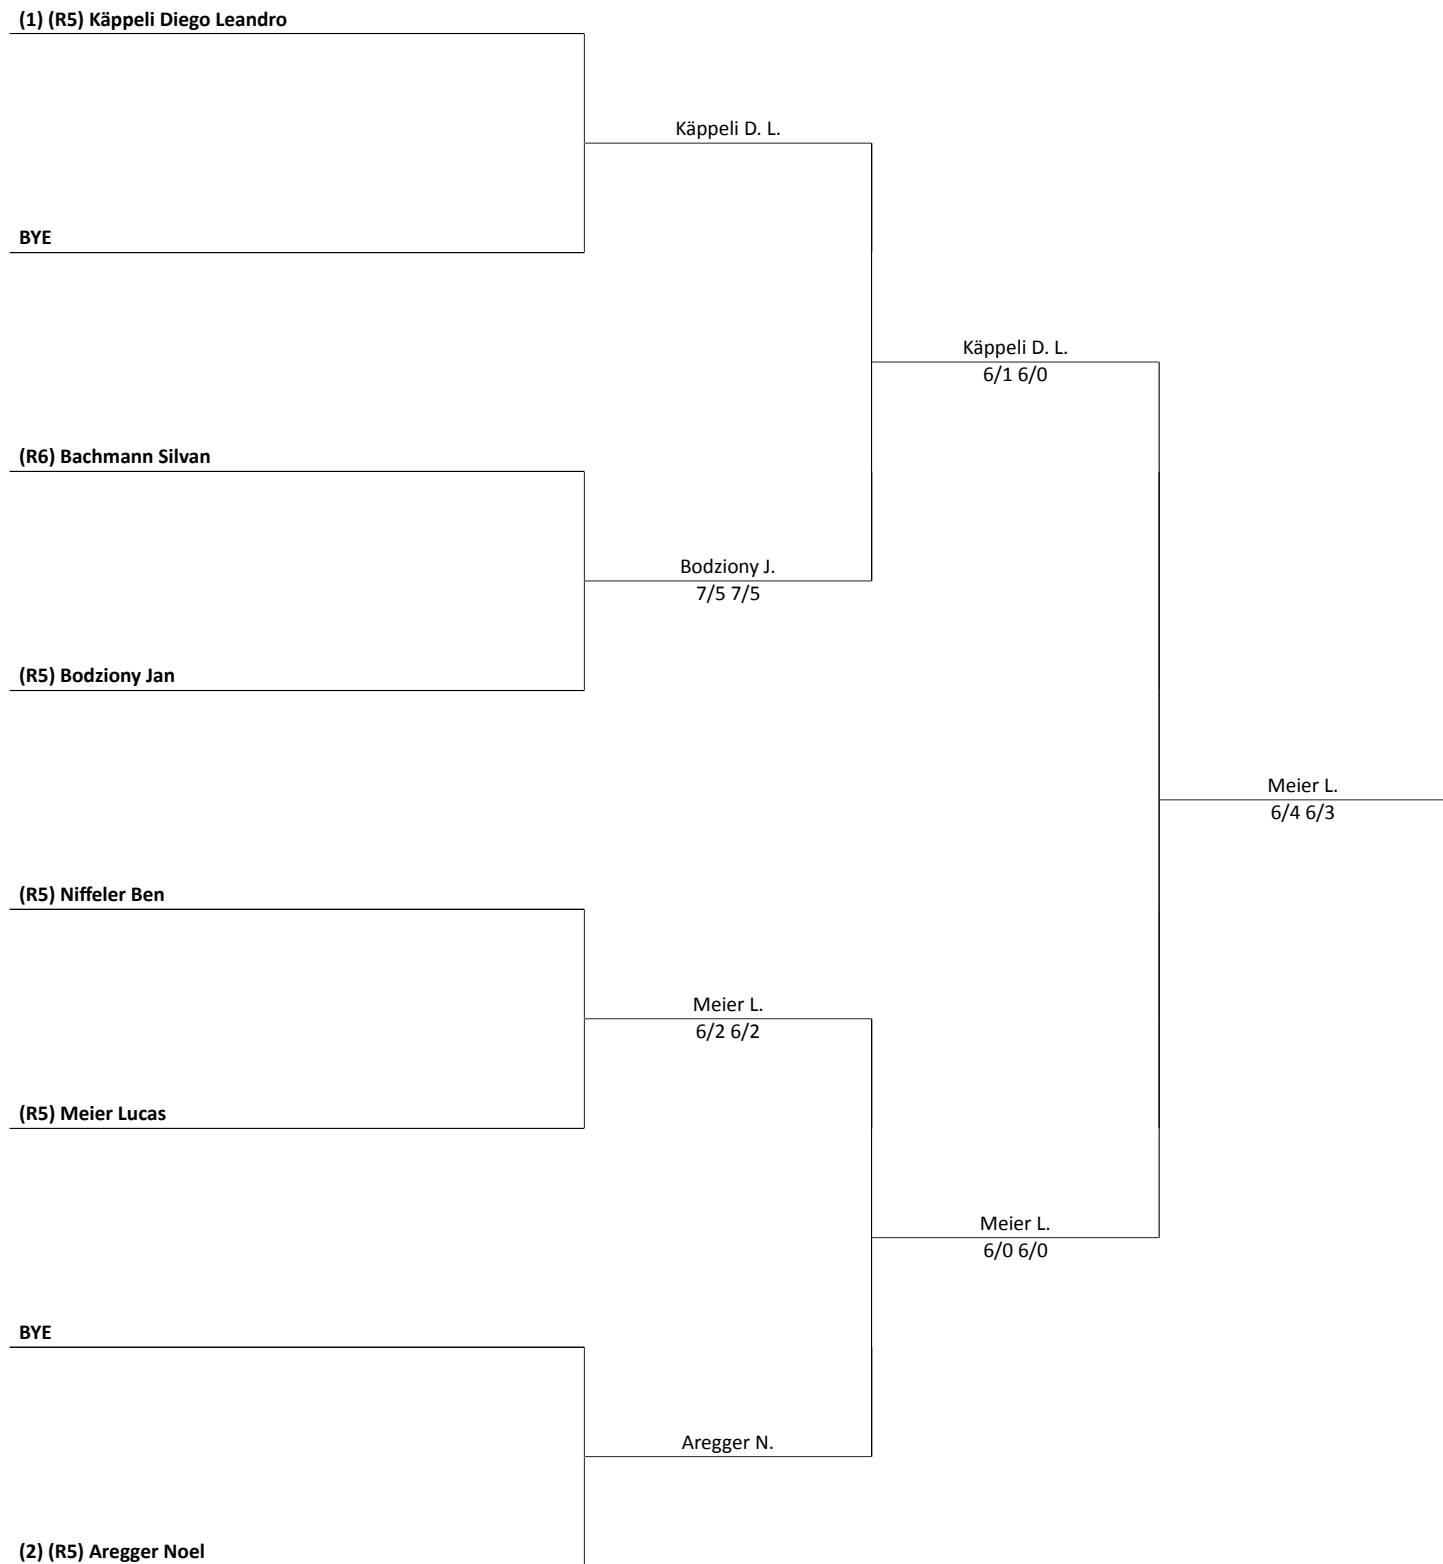 (1) (R5) Käppeli Diego Leandro
Käppeli D. L.
BYE
Käppeli D. L.
6/1 6/0
(R6) Bachmann Silvan
Bodziony J.
7/5 7/5
(R5) Bodziony Jan
Meier L.
6/4 6/3
(R5) Niffeler Ben
Meier L.
6/2 6/2
(R5) Meier Lucas
Meier L.
6/0 6/0
BYE
Aregger N.
(2) (R5) Aregger Noel